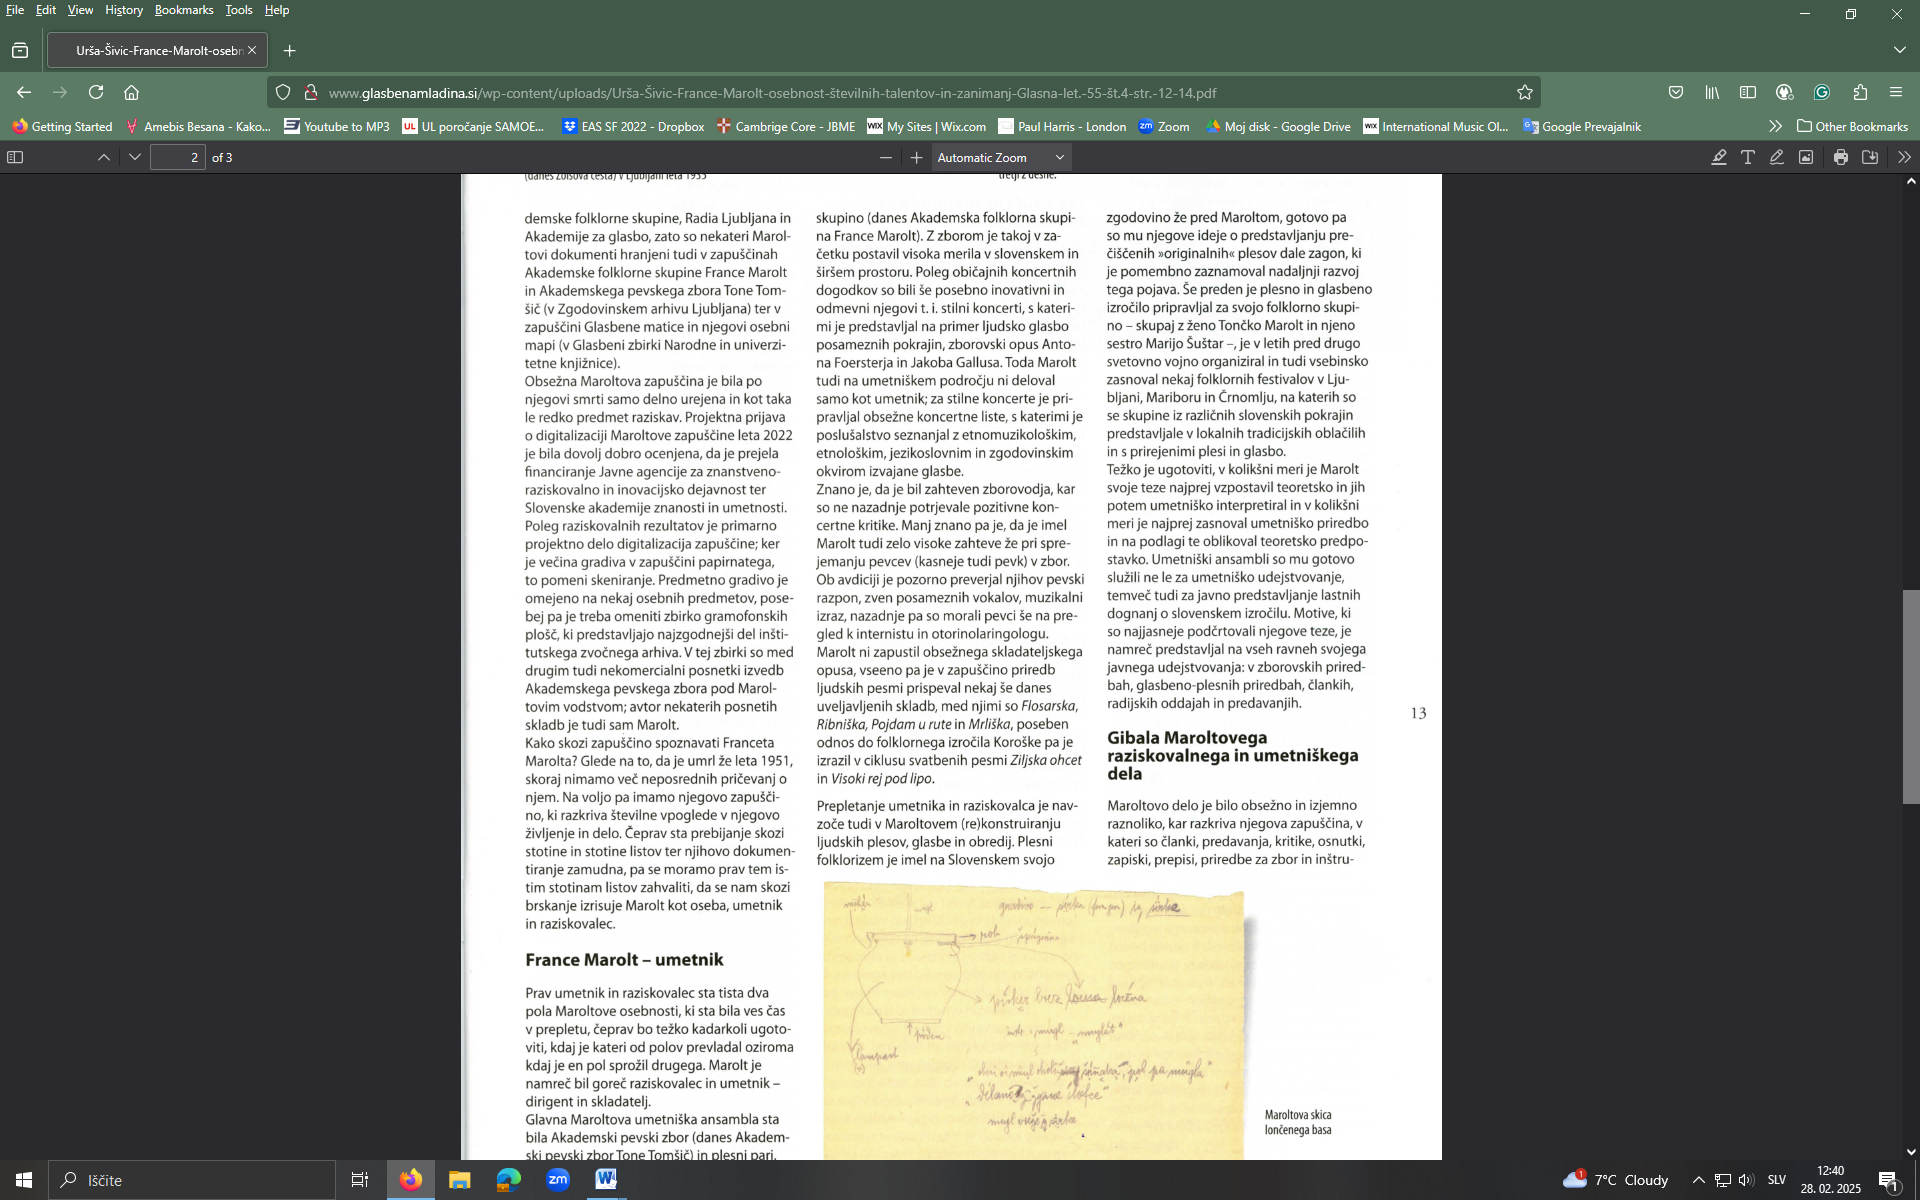 File Edit View History Bookmarks Tools Help
Urša-Šivic-France-Marolt-osebn
www.glasbenamladina.si/wp-content/uploads/Urša-Šivic-France-Marolt-osebnost-številnih-talentov-in-zanimanj-Glasna-let.-55-št.4-str.-12-14.pdf
Getting Started Amebis Besana - Kako... Youtube to MP3 UL poročanje SAMOE... EAS SF 2022 - Dropbox Cambrige Core - JBME My Sites | Wix.com Paul Harris - London Zoom Moj disk - Google Drive International Music Ol... Google Prevajalnik Other Bookmarks
2 of 3 Automatic Zoom
(danes Zoisova cesta) v Ljubljani leta 1935
tretji z desne.
demske folklorne skupine, Radia Ljubljana in
Akademije za glasbo, zato so nekateri Marol-
tovi dokumenti hranjeni tudi v zapuščinah
Akademske folklorne skupine France Marolt
in Akademskega pevskega zbora Tone Tom-
šič (v Zgodovinskem arhivu Ljubljana) ter v
zapuščini Glasbene matice in njegovi osebni
mapi (v Glasbeni zbirki Narodne in univerzi-
tetne knjižnice).
Obsežna Maroltova zapuščina je bila po
njegovi smrti samo delno urejena in kot taka
le redko predmet raziskav. Projektna prijava
o digitalizaciji Maroltove zapuščine leta 2022
je bila dovolj dobro ocenjena, da je prejela
financiranje Javne agencije za znanstveno-
raziskovalno in inovacijsko dejavnost ter
Slovenske akademije znanosti in umetnosti.
Poleg raziskovalnih rezultatov je primarno
projektno delo digitalizacija zapuščine; ker
je večina gradiva v zapuščini papirnatega,
to pomeni skeniranje. Predmetno gradivo je
omejeno na nekaj osebnih predmetov, pose-
bej pa je treba omeniti zbirko gramofonskih
plošč, ki predstavljajo najzgodnejši del inšti-
tutskega zvočnega arhiva. V tej zbirki so med
drugim tudi nekomercialni posnetki izvedb
Akademskega pevskega zbora pod Marol-
tovim vodstvom; avtor nekaterih posnetih
skladb je tudi sam Marolt.
Kako skozi zapuščino spoznavati Franceta
Marolta? Glede na to, da je umrl že leta 1951,
skoraj nimamo več neposrednih pričevanj o
njem. Na voljo pa imamo njegovo zapušči-
no, ki razkriva številne vpoglede v njegovo
življenje in delo. Čeprav sta prebijanje skozi
stotine in stotine listov ter njihovo dokumen-
tiranje zamudna, pa se moramo prav tem is-
tim stotinam listov zahvaliti, da se nam skozi
brskanje izrisuje Marolt kot oseba, umetnik
in raziskovalec.
France Marolt – umetnik
Prav umetnik in raziskovalec sta tista dva
pola Maroltove osebnosti, ki sta bila ves čas
v prepletu, čeprav bo težko kadarkoli ugoto-
viti, kdaj je kateri od polov prevladal oziroma
kdaj je en pol sprožil drugega. Marolt je
namreč bil goreč raziskovalec in umetnik –
dirigent in skladatelj.
Glavna Maroltova umetniška ansambla sta
bila Akademski pevski zbor (danes Akadem-
ski pevski zbor Tone Tomšič) in plesni pari,
skupino (danes Akademska folklorna skupi-
na France Marolt). Z zborom je takoj v za-
četku postavil visoka merila v slovenskem in
širšem prostoru. Poleg običajnih koncertnih
dogodkov so bili še posebno inovativni in
odmevni njegovi t. i. stilni koncerti, s kateri-
mi je predstavljal na primer ljudsko glasbo
posameznih pokrajin, zborovski opus Anto-
na Foersterja in Jakoba Gallusa. Toda Marolt
tudi na umetniškem področju ni deloval
samo kot umetnik; za stilne koncerte je pri-
pravljal obsežne koncertne liste, s katerimi je
poslušalstvo seznanjal z etnomuzikološkim,
etnološkim, jezikoslovnim in zgodovinskim
okvirom izvajane glasbe.
Znano je, da je bil zahteven zborovodja, kar
so ne nazadnje potrjevale pozitivne kon-
certne kritike. Manj znano pa je, da je imel
Marolt tudi zelo visoke zahteve že pri spre-
jemanju pevcev (kasneje tudi pevk) v zbor.
Ob avdiciji je pozorno preverjal njihov pevski
razpon, zven posameznih vokalov, muzikalni
izraz, nazadnje pa so morali pevci še na pre-
gled k internistu in otorinolaringologu.
Marolt ni zapustil obsežnega skladateljskega
opusa, vseeno pa je v zapuščino priredb
ljudskih pesmi prispeval nekaj še danes
uveljavljenih skladb, med njimi so Flosarska,
Ribniška, Pojdam u rute in Mrliška, poseben
odnos do folklornega izročila Koroške pa je
izrazil v ciklusu svatbenih pesmi Ziljska ohcet
in Visoki rej pod lipo.
Prepletanje umetnika in raziskovalca je nav-
zoče tudi v Maroltovem (re)konstruiranju
ljudskih plesov, glasbe in obredij. Plesni
folklorizem je imel na Slovenskem svojo
zgodovino že pred Maroltom, gotovo pa
so mu njegove ideje o predstavljanju pre-
čiščenih »originalnih« plesov dale zagon, ki
je pomembno zaznamoval nadaljnji razvoj
tega pojava. Še preden je plesno in glasbeno
izročilo pripravljal za svojo folklorno skupi-
no – skupaj z ženo Tončko Marolt in njeno
sestro Marijo Šuštar –, je v letih pred drugo
svetovno vojno organiziral in tudi vsebinsko
zasnoval nekaj folklornih festivalov v Lju-
bljani, Mariboru in Črnomlju, na katerih so
se skupine iz različnih slovenskih pokrajin
predstavljale v lokalnih tradicijskih oblačilih
in s prirejenimi plesi in glasbo.
Težko je ugotoviti, v kolikšni meri je Marolt
svoje teze najprej vzpostavil teoretsko in jih
potem umetniško interpretiral in v kolikšni
meri je najprej zasnoval umetniško priredbo
in na podlagi te oblikoval teoretsko predpo-
stavko. Umetniški ansambli so mu gotovo
služili ne le za umetniško udejstvovanje,
temveč tudi za javno predstavljanje lastnih
dognanj o slovenskem izročilu. Motive, ki
so najjasneje podčrtovali njegove teze, je
namreč predstavljal na vseh ravneh svojega
javnega udejstvovanja: v zborovskih prired-
bah, glasbeno-plesnih priredbah, člankih,
radijskih oddajah in predavanjih.
13
Gibala Maroltovega
raziskovalnega in umetniškega
dela
Maroltovo delo je bilo obsežno in izjemno
raznoliko, kar razkriva njegova zapuščina, v
kateri so članki, predavanja, kritike, osnutki,
zapiski, prepisi, priredbe za zbor in inštru-
Maroltova skica
lončenega basa
Iščite
7°C Cloudy
SLV
12:40
28. 02. 2025